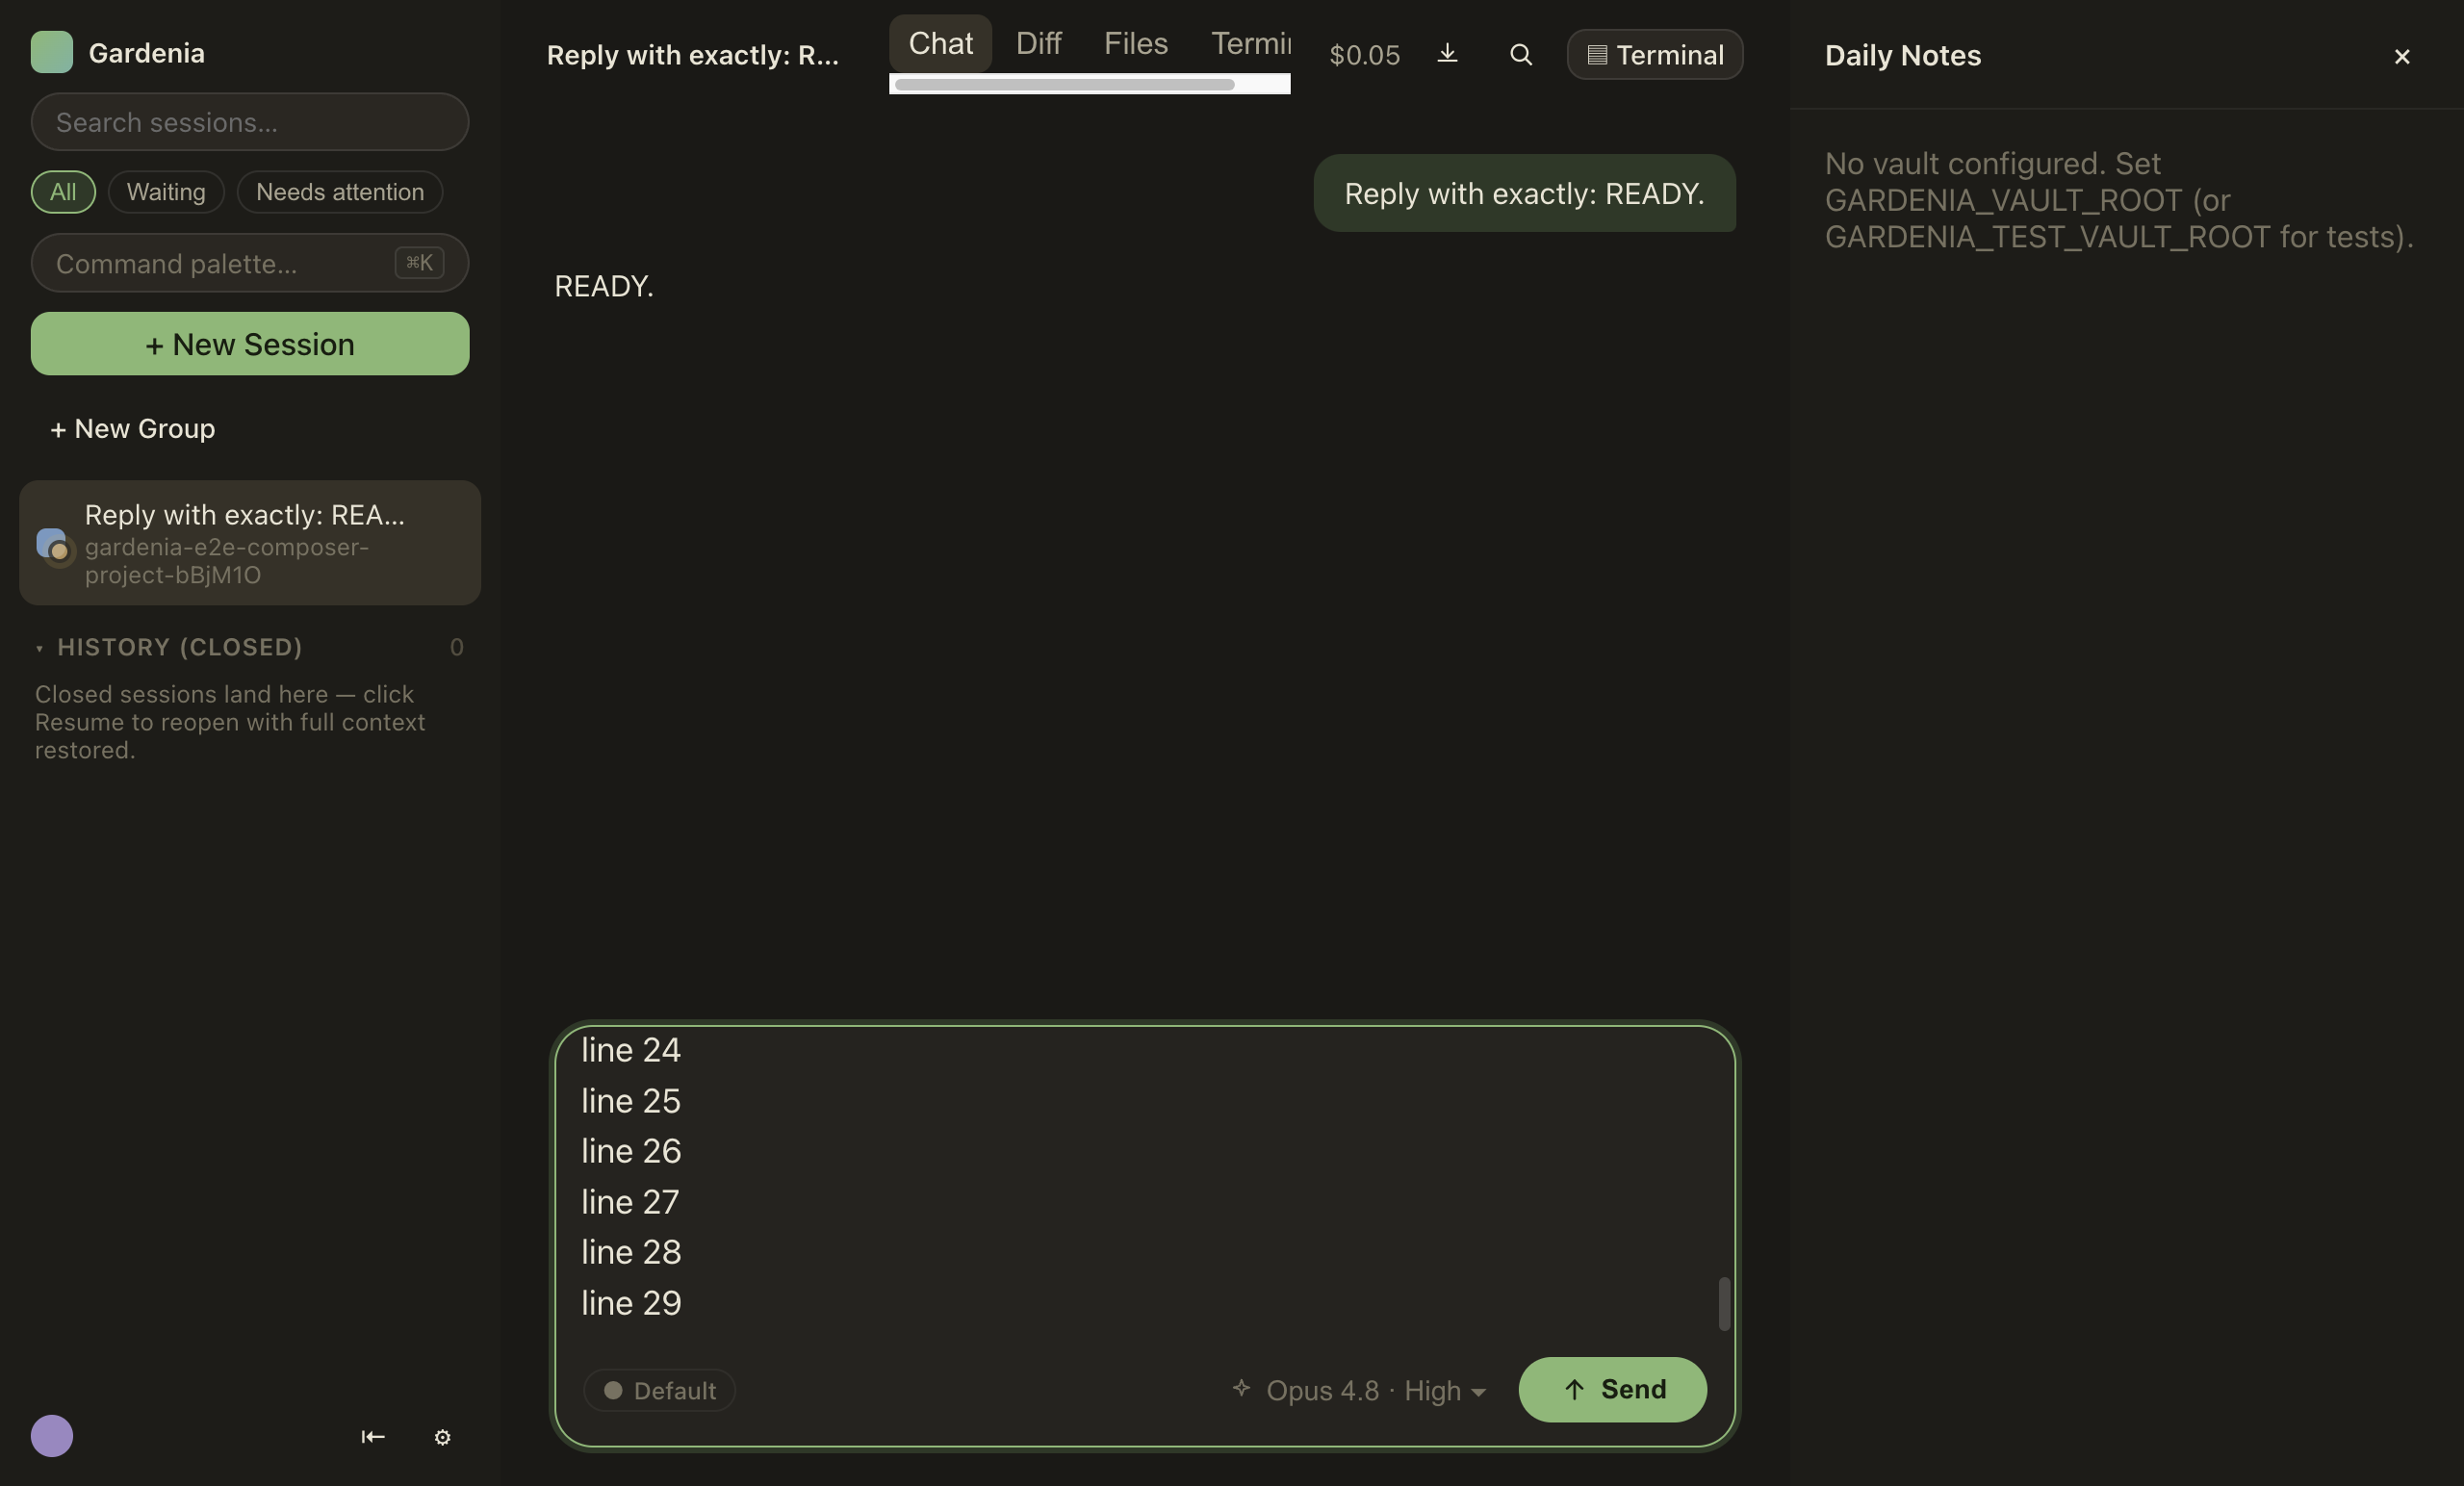 Gardenia
Search sessions...
All
Waiting
Needs attention
Command palette...
⌘K
+ New Session
+ New Group
Reply with exactly: REA...
gardenia-e2e-composer-
project-bBjM1O
HISTORY (CLOSED)
0
Closed sessions land here — click
Resume to reopen with full context
restored.
Reply with exactly: R...
Chat
Diff
Files
Termin
$0.05
Terminal
Reply with exactly: READY.
READY.
line 24
line 25
line 26
line 27
line 28
line 29
Default
Opus 4.8 · High
Send
Daily Notes
No vault configured. Set
GARDENIA_VAULT_ROOT (or
GARDENIA_TEST_VAULT_ROOT for tests).